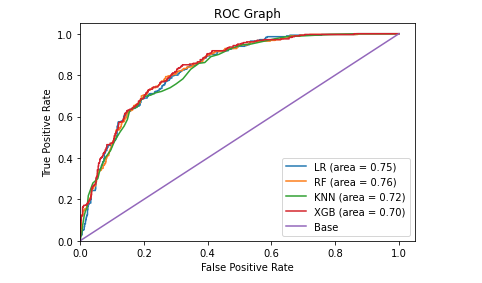 ROC Graph
True Positive Rate
1.0
0.8
0.6
0.4
0.2
0.0
LR (area = 0.75)
RF (area = 0.76)
KNN (area = 0.72)
XGB (area = 0.70)
Base
0.0 0.2 0.4 0.6 0.8 1.0
False Positive Rate